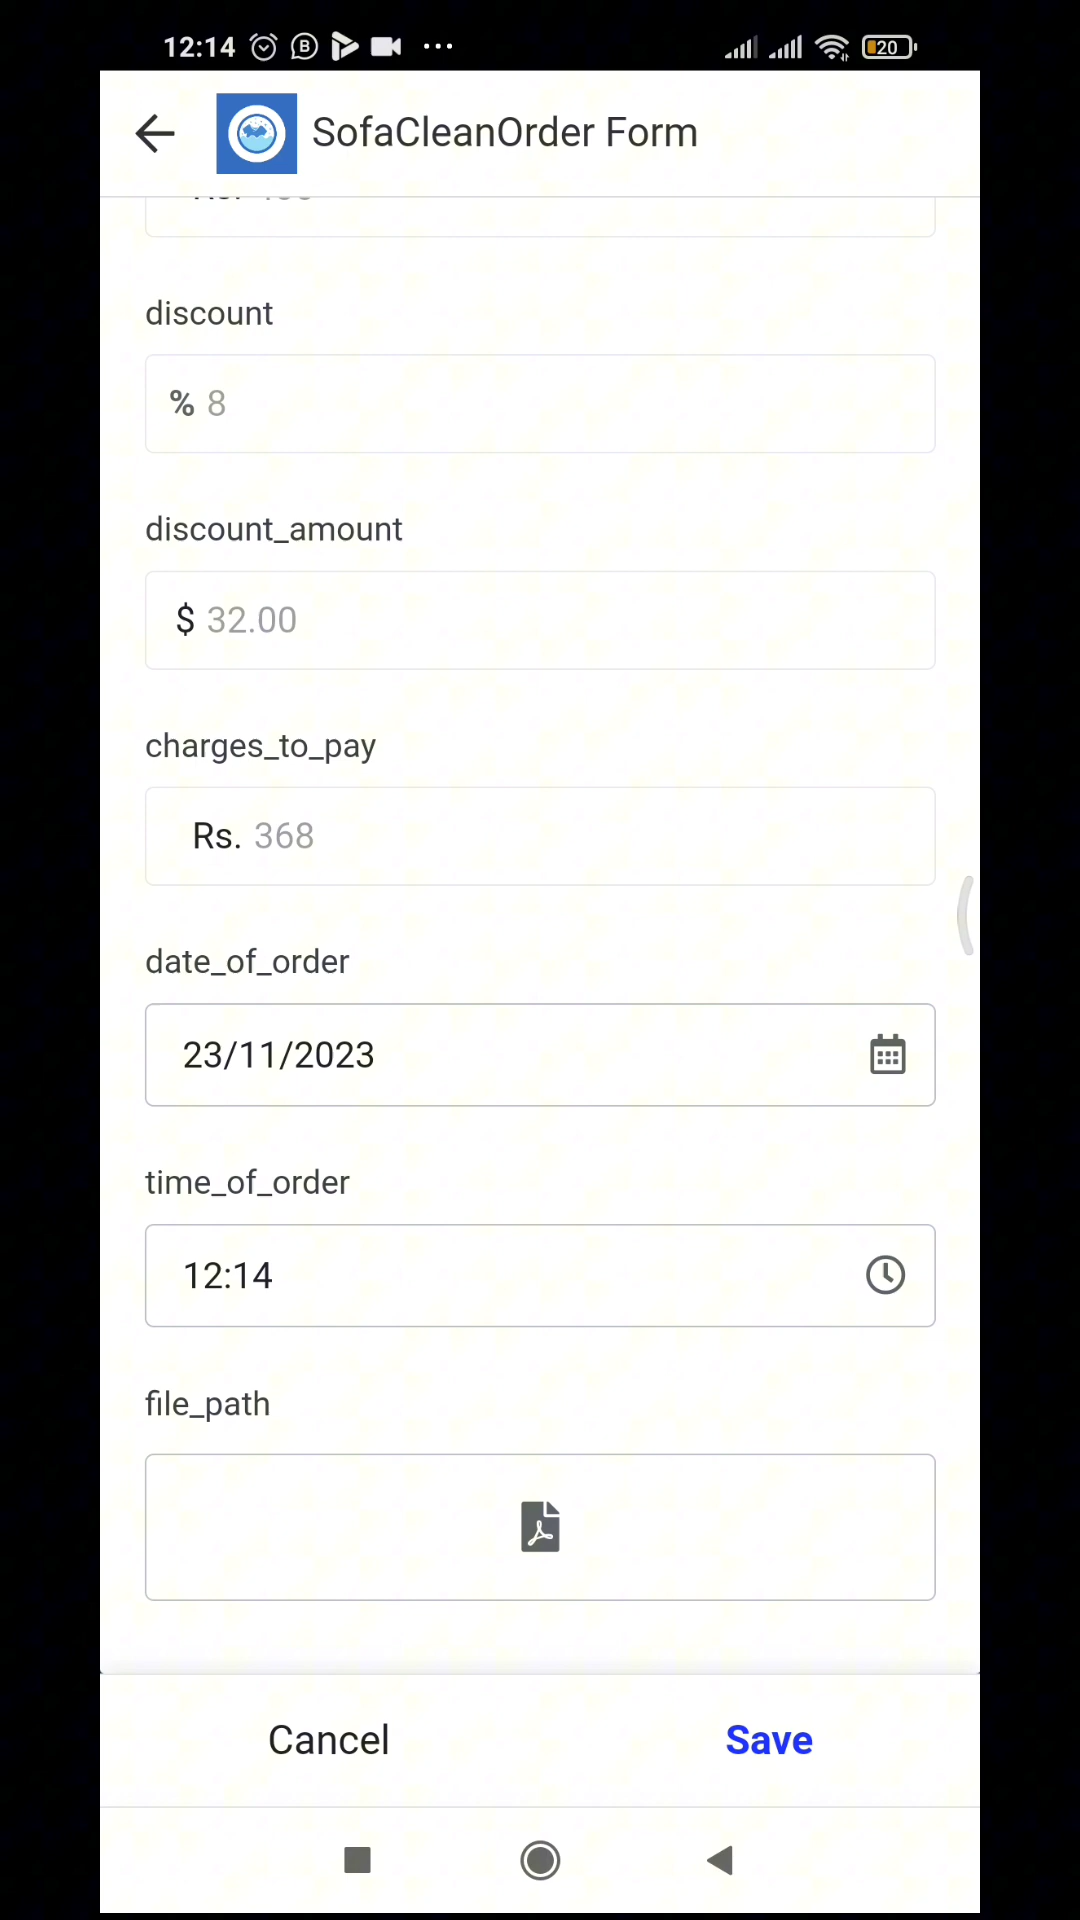 12:14
20
SofaCleanOrder Form
discount
% 8
discount_amount
$ 32.00
charges_to_pay
Rs. 368
date_of_order
23/11/2023
time_of_order
12:14
file_path
Cancel
Save